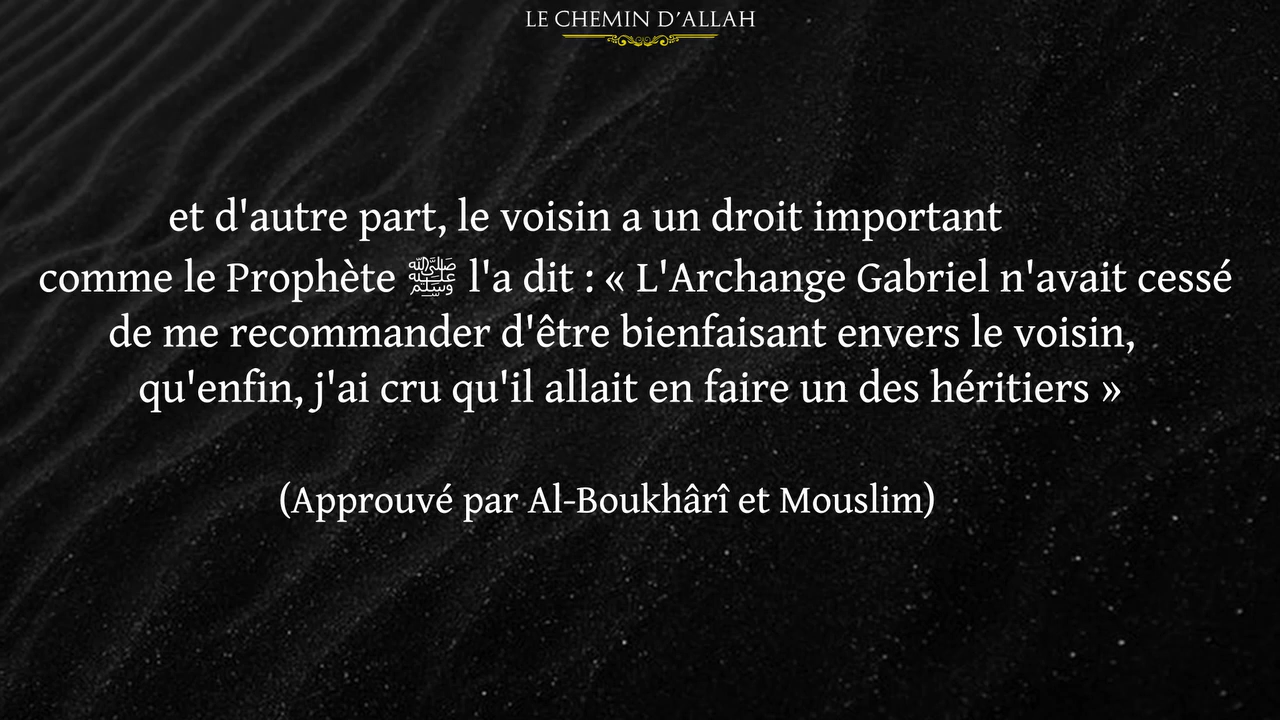 LE CHEMIN D'ALLAH
et d'autre part, le voisin a un droit important
comme le Prophète ﷺ l'a dit : « L'Archange Gabriel n'avait cessé
de me recommander d'être bienfaisant envers le voisin,
qu'enfin, j'ai cru qu'il allait en faire un des héritiers »
(Approuvé par Al-Boukhârî et Mouslim)